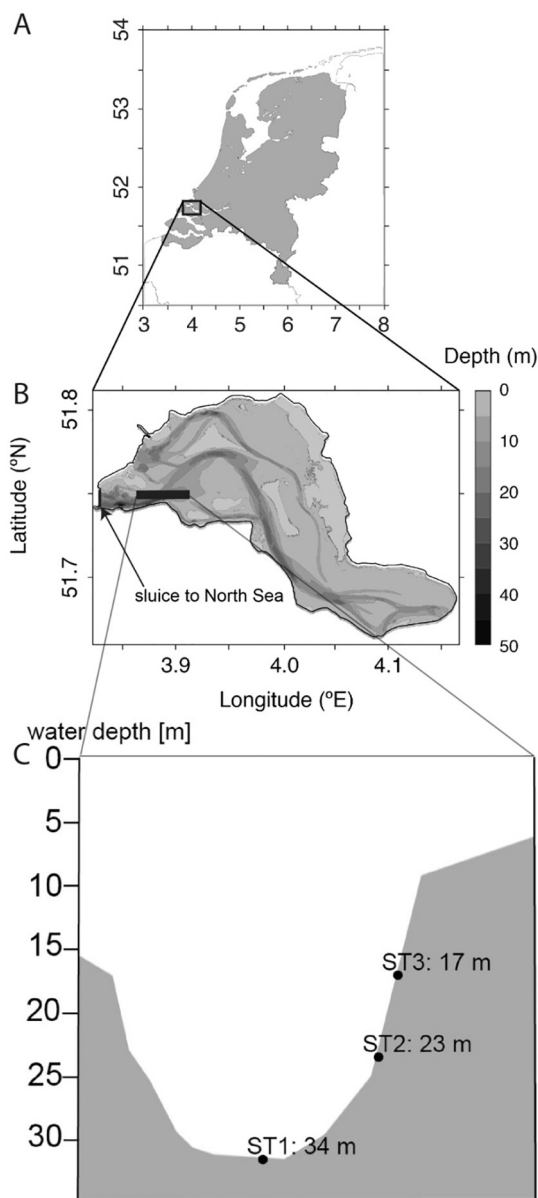 A
54
53
52
51
3 4 5 6 7 8
Depth (m)
B
51.8
51.7
Latitude (ºN)
0
10
20
30
40
50
sluice to North Sea
3.9 4.0 4.1
Longitude (ºE)
water depth [m]
C
0
5
10
15
20
25
30
ST3: 17 m
ST2: 23 m
ST1: 34 m